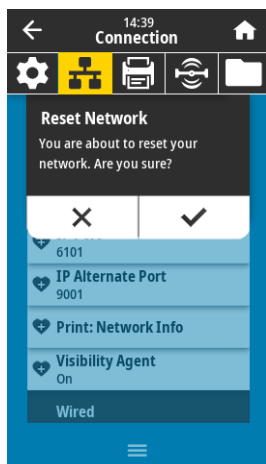 14:39
Connection
Reset Network
You are about to reset your
network. Are you sure?
6101
IP Alternate Port
9001
Print: Network Info
Visibility Agent
On
Wired